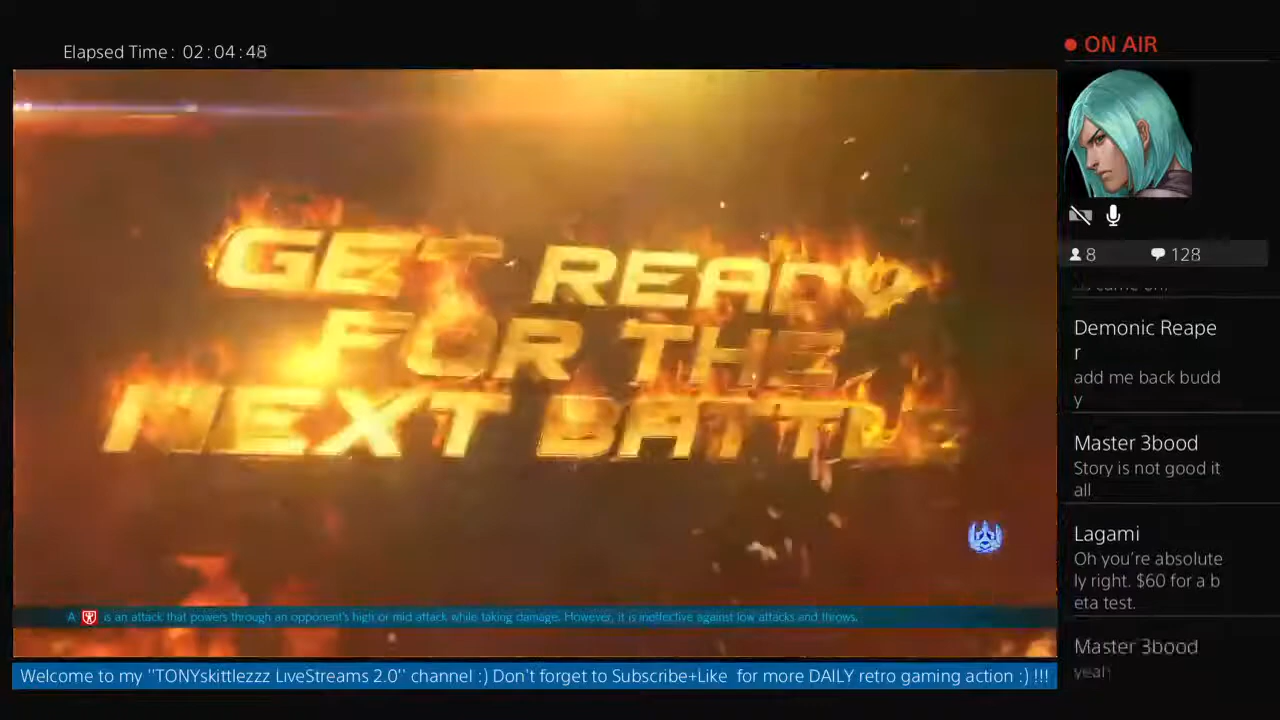 Elapsed Time: 02:04:48
ON AIR
GET READY
FOR THE
NEXT BATTLE
8 128
Demonic Reape
r
add me back budd
y
Master 3bood
Story is not good it
all
Lagami
Oh you're absolute
ly right. $60 for a b
eta test.
Master 3bood
yeah
A is an attack that powers through an opponent's high or mid attack while taking damage. However, it is ineffective against low attacks and throws.
Welcome to my "TONYskittlezzz LiveStreams 2.0" channel :) Don't forget to Subscribe+Like for more DAILY retro gaming action :) !!!